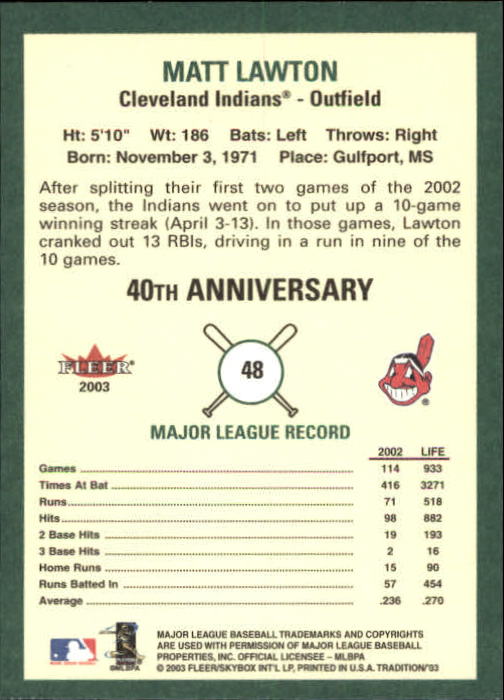 MATT LAWTON
Cleveland Indians® - Outfield
Ht: 5'10" Wt: 186 Bats: Left Throws: Right
Born: November 3, 1971 Place: Gulfport, MS
After splitting their first two games of the 2002
season, the Indians went on to put up a 10-game
winning streak (April 3-13). In those games, Lawton
cranked out 13 RBIs, driving in a run in nine of the
10 games.
40TH ANNIVERSARY
FLEER®
2003
48
MAJOR LEAGUE RECORD
2002 LIFE
Games 114 933
Times At Bat 416 3271
Runs 71 518
Hits 98 882
2 Base Hits 19 193
3 Base Hits 2 16
Home Runs 15 90
Runs Batted In 57 454
Average .236 .270
MAJOR LEAGUE BASEBALL TRADEMARKS AND COPYRIGHTS
ARE USED WITH PERMISSION OF MAJOR LEAGUE BASEBALL
PROPERTIES, INC. OFFICIAL LICENSEE - MLBPA
© 2003 FLEER/SKYBOX INT'L LP, PRINTED IN U.S.A. TRADITION/'03
©MLBPA